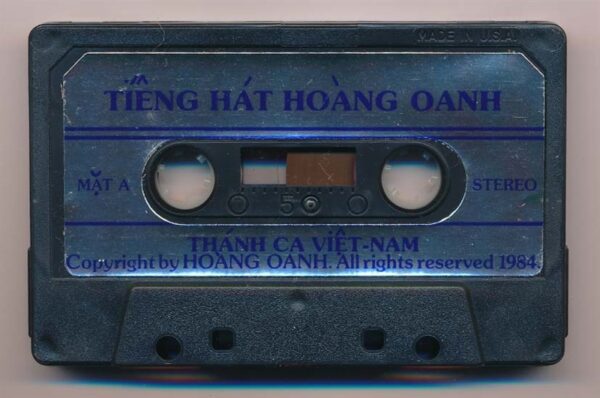 MADE IN U.S.A.
TIẾNG HÁT HOÀNG OANH
MẶT A
STEREO
5
THÁNH CA VIỆT-NAM
Copyright by HOÀNG OANH. All rights reserved 1984.